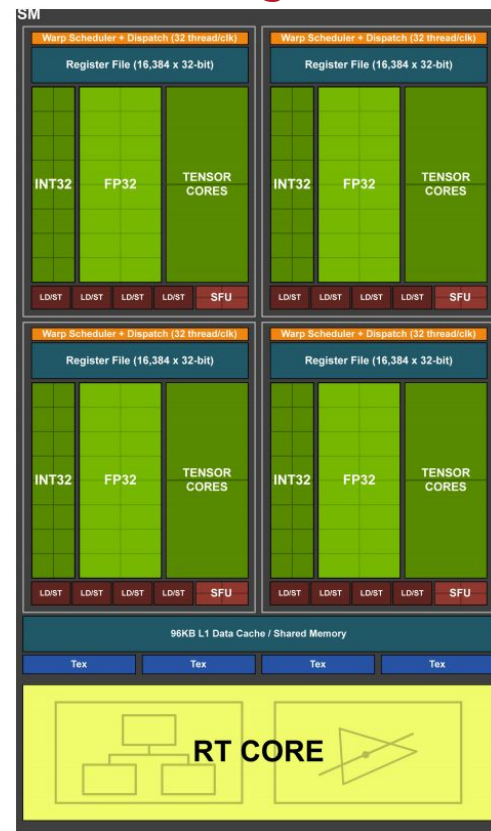 SM
Warp Scheduler + Dispatch (32 thread/clk)
Register File (16,384 x 32-bit)
INT32
FP32
TENSOR
CORES
LD/ST LD/ST LD/ST LD/ST SFU
Warp Scheduler + Dispatch (32 thread/clk)
Register File (16,384 x 32-bit)
INT32
FP32
TENSOR
CORES
LD/ST LD/ST LD/ST LD/ST SFU
Warp Scheduler + Dispatch (32 thread/clk)
Register File (16,384 x 32-bit)
INT32
FP32
TENSOR
CORES
LD/ST LD/ST LD/ST LD/ST SFU
Warp Scheduler + Dispatch (32 thread/clk)
Register File (16,384 x 32-bit)
INT32
FP32
TENSOR
CORES
LD/ST LD/ST LD/ST LD/ST SFU
96KB L1 Data Cache / Shared Memory
Tex Tex Tex Tex
RT CORE